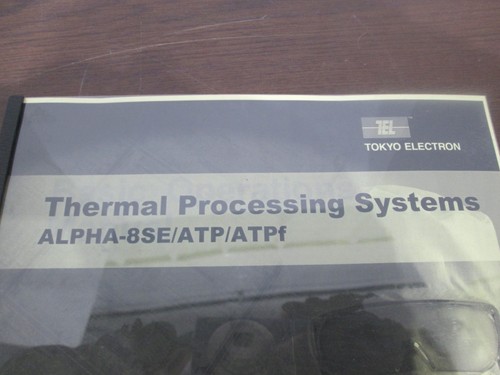 TEL
TOKYO ELECTRON
Thermal Processing Systems
ALPHA-8SE/ATP/ATPf